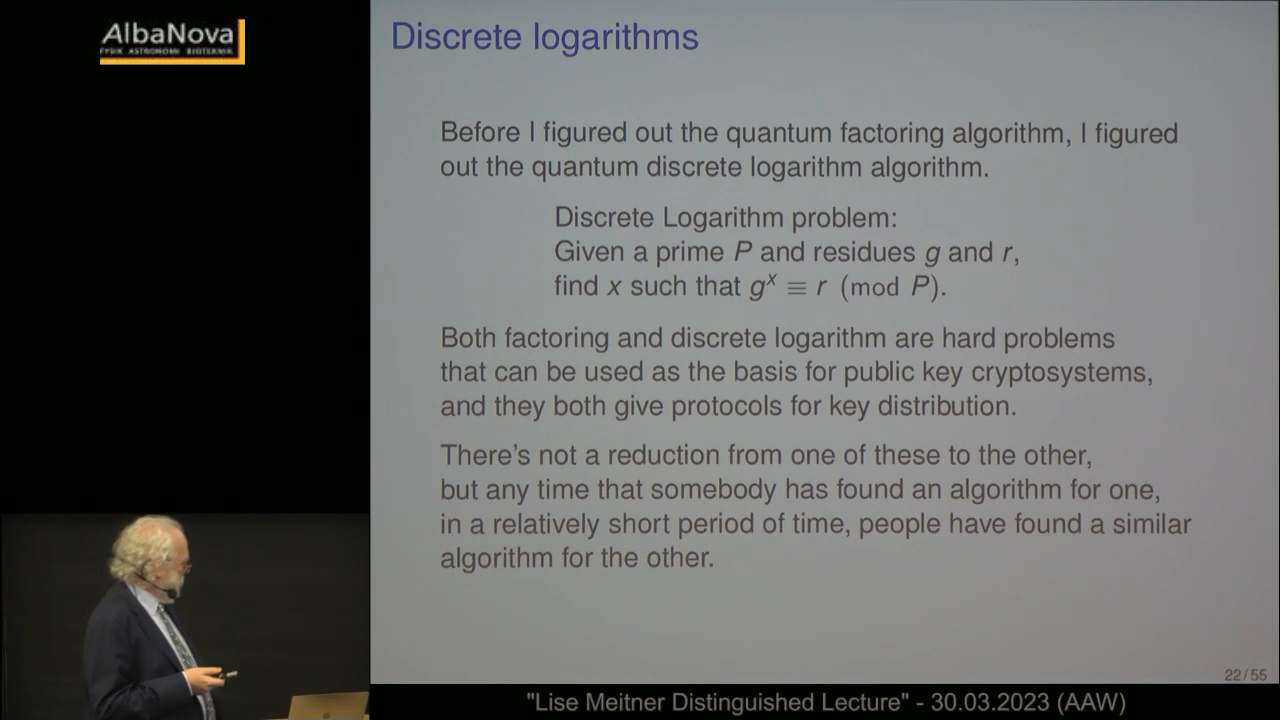 AlbaNova
FYSIK ASTRONOMI BIOTEKNIK
Discrete logarithms
Before I figured out the quantum factoring algorithm, I figured
out the quantum discrete logarithm algorithm.
Discrete Logarithm problem:
Given a prime P and residues g and r,
find x such that gˣ ≡ r (mod P).
Both factoring and discrete logarithm are hard problems
that can be used as the basis for public key cryptosystems,
and they both give protocols for key distribution.
There's not a reduction from one of these to the other,
but any time that somebody has found an algorithm for one,
in a relatively short period of time, people have found a similar
algorithm for the other.
22/55
"Lise Meitner Distinguished Lecture" - 30.03.2023 (AAW)